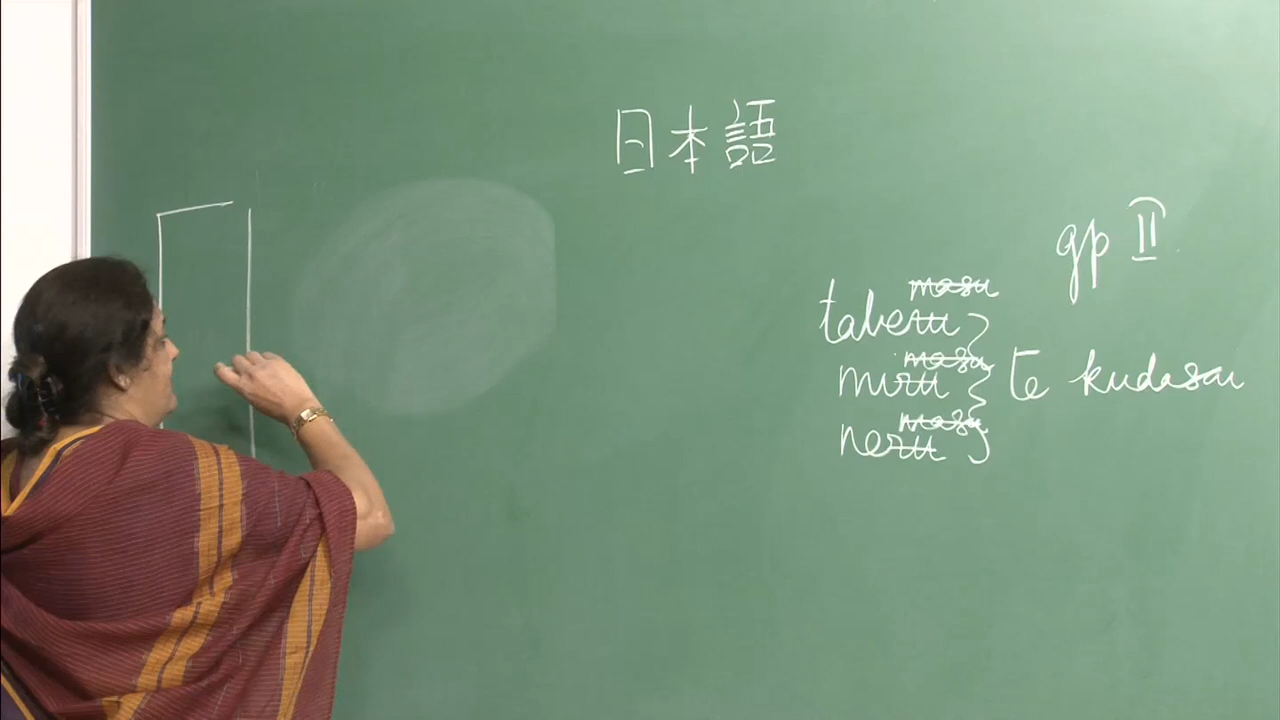 日本語
gp II
masu
taberu
masu
miru } te kudasai
masu
neru